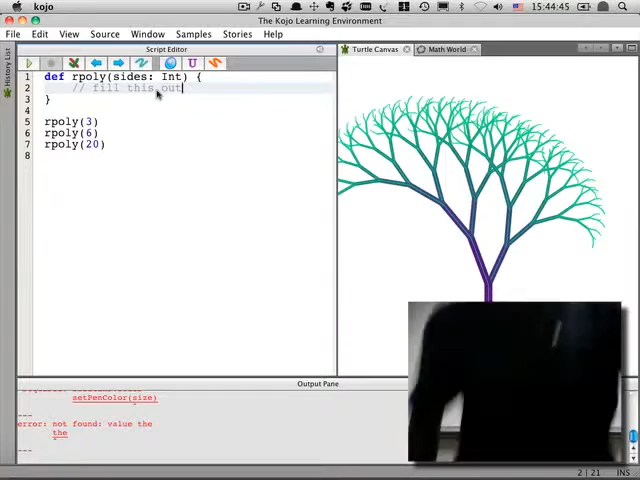 kojo
15:44:45
The Kojo Learning Environment
File Edit View Source Window Samples Stories Help
History List
Script Editor
Turtle Canvas
Math World
1 def rpoly(sides: Int) {
2 // fill this out
3 }
4
5 rpoly(3)
6 rpoly(6)
7 rpoly(20)
8
Output Pane
setPenColor(size)
---
error: not found: value the
the
---
2 | 21
INS